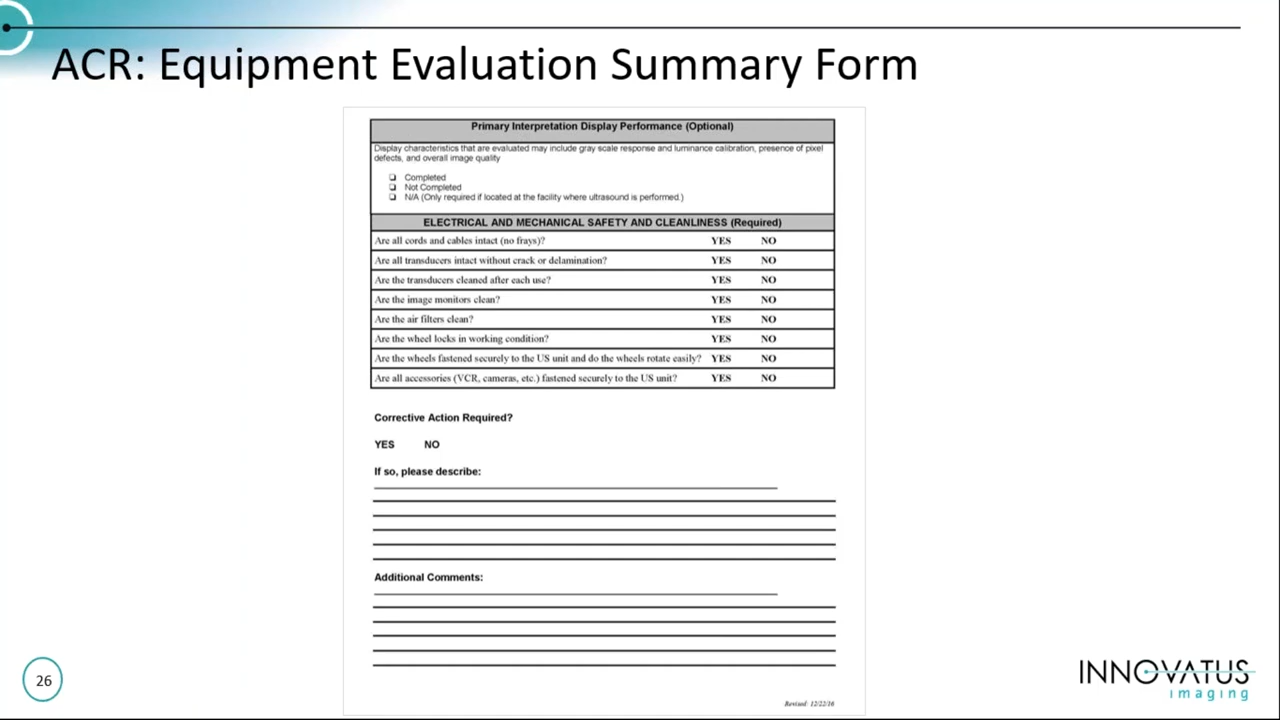 ACR: Equipment Evaluation Summary Form
Primary Interpretation Display Performance (Optional)
Display characteristics that are evaluated may include gray scale response and luminance calibration, presence of pixel
defects, and overall image quality
❑ Completed
❑ Not Completed
❑ N/A (Only required if located at the facility where ultrasound is performed.)
ELECTRICAL AND MECHANICAL SAFETY AND CLEANLINESS (Required)
Are all cords and cables intact (no frays)? YES NO
Are all transducers intact without crack or delamination? YES NO
Are the transducers cleaned after each use? YES NO
Are the image monitors clean? YES NO
Are the air filters clean? YES NO
Are the wheel locks in working condition? YES NO
Are the wheels fastened securely to the US unit and do the wheels rotate easily? YES NO
Are all accessories (VCR, cameras, etc.) fastened securely to the US unit? YES NO
Corrective Action Required?
YES NO
If so, please describe:
Additional Comments:
Revised: 12/22/16
26
INNOVATUS
imaging